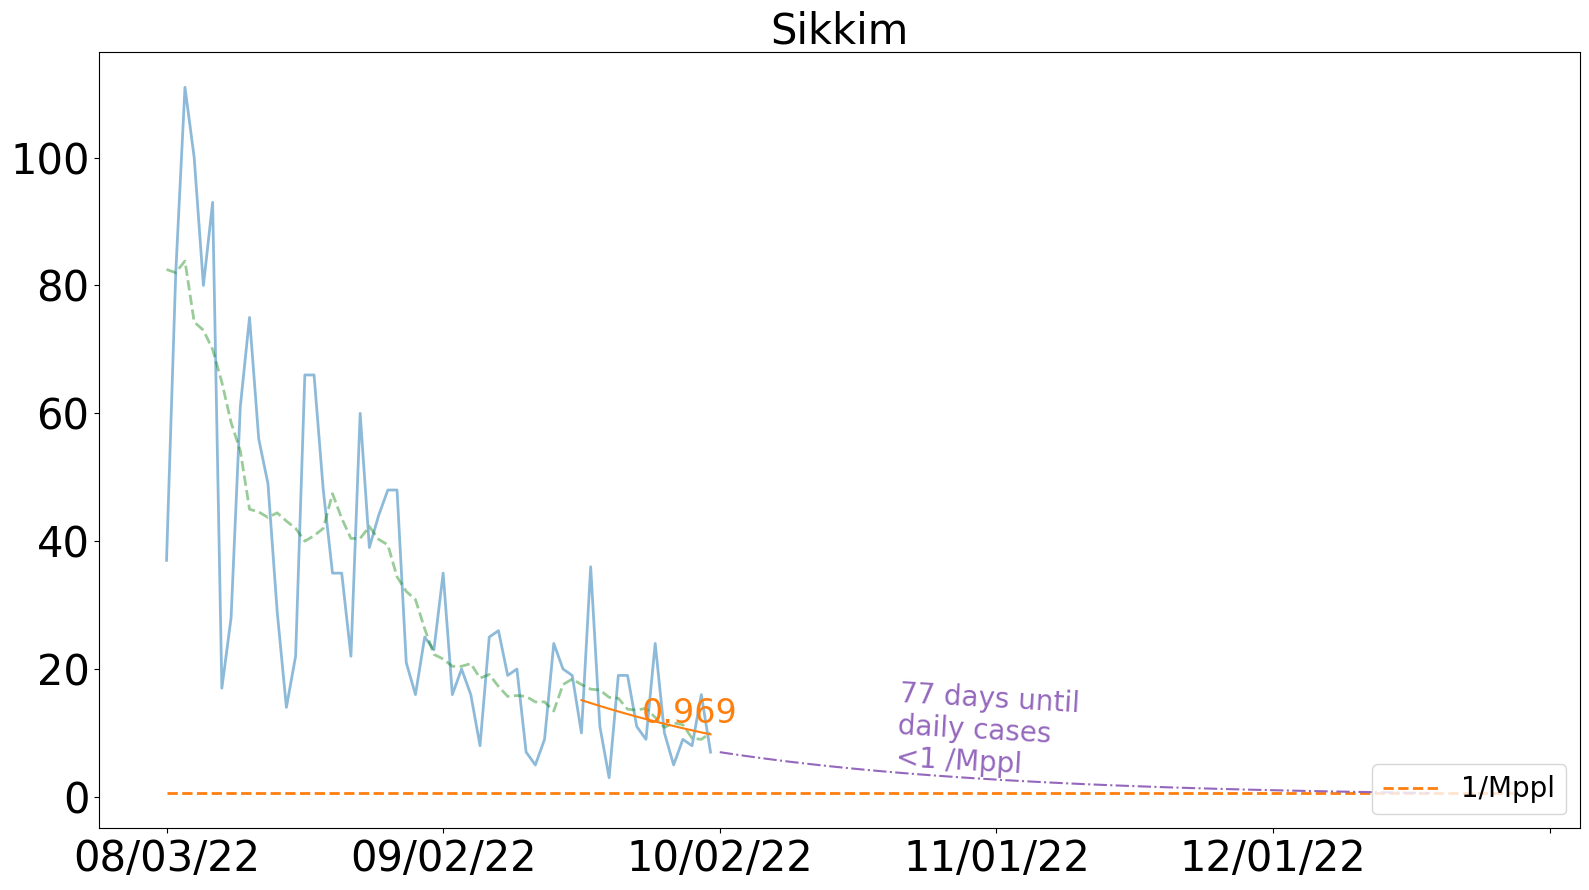 Sikkim
100
80
60
40
20
0
0.969
77 days until
daily cases
<1 /Mppl
1/Mppl
08/03/22
09/02/22
10/02/22
11/01/22
12/01/22